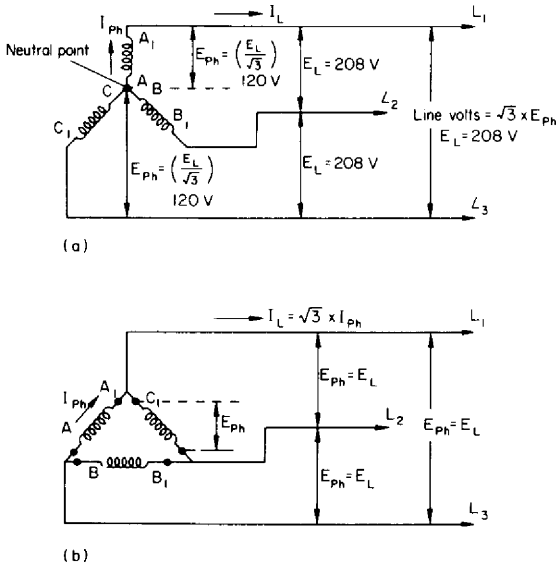 I_Ph
I_L
L_1
A_1
Neutral point
E_Ph = (E_L/√3)
120 V
E_L = 208 V
C
A
B
L_2
Line volts = √3 x E_Ph
E_L = 208 V
C_1
B_1
E_Ph = (E_L/√3)
120 V
E_L = 208 V
L_3
(a)
I_L = √3 x I_Ph
L_1
I_Ph
A_1
C_1
E_Ph = E_L
A
E_Ph
L_2
E_Ph = E_L
B
B_1
E_Ph = E_L
L_3
(b)